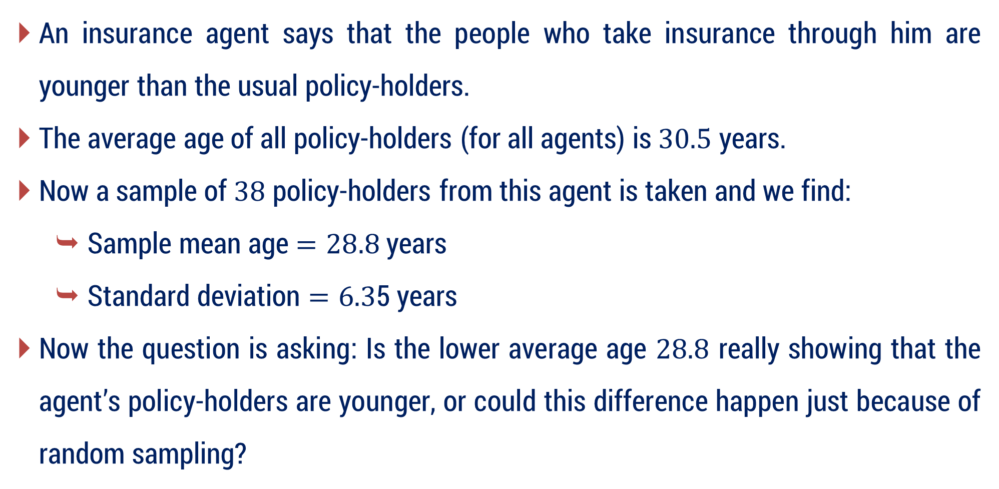 An insurance agent says that the people who take insurance through him are
younger than the usual policy-holders.
The average age of all policy-holders (for all agents) is 30.5 years.
Now a sample of 38 policy-holders from this agent is taken and we find:
Sample mean age = 28.8 years
Standard deviation = 6.35 years
Now the question is asking: Is the lower average age 28.8 really showing that the
agent’s policy-holders are younger, or could this difference happen just because of
random sampling?